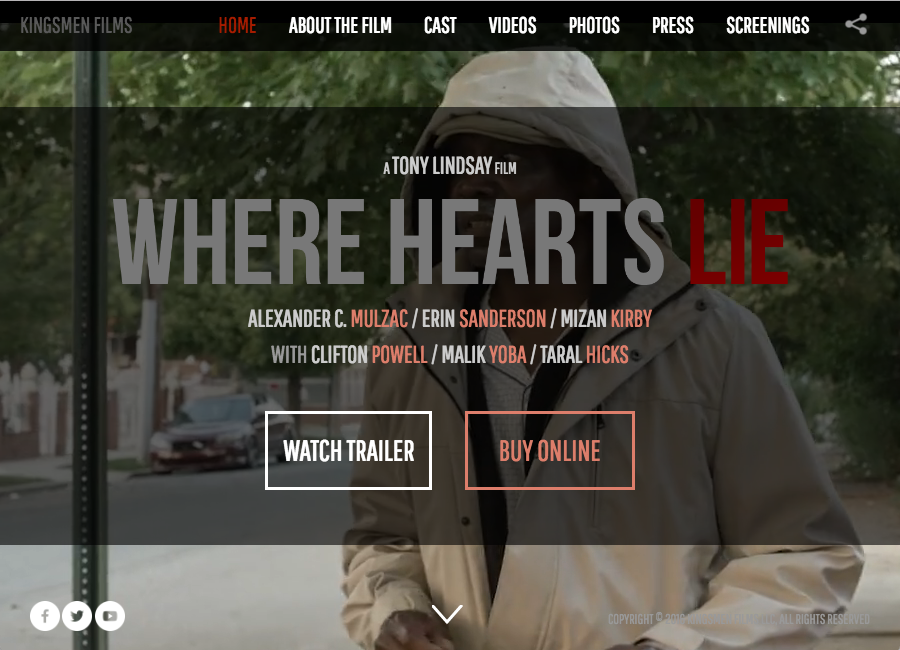 KINGSMEN FILMS HOME ABOUT THE FILM CAST VIDEOS PHOTOS PRESS SCREENINGS
A TONY LINDSAY FILM
WHERE HEARTS LIE
ALEXANDER C. MULZAC / ERIN SANDERSON / MIZAN KIRBY
WITH CLIFTON POWELL / MALIK YOBA / TARAL HICKS
WATCH TRAILER BUY ONLINE
COPYRIGHT © ALL RIGHTS RESERVED